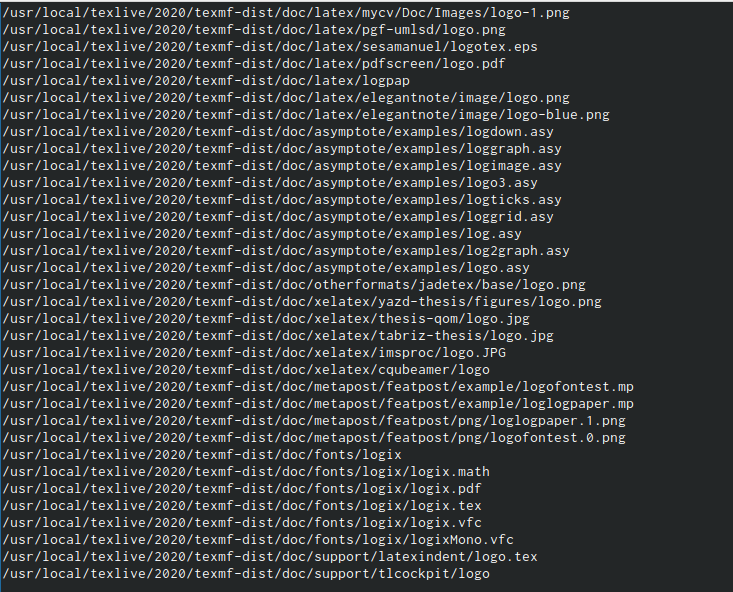 /usr/local/texlive/2020/texmf-dist/doc/latex/mycv/Doc/Images/logo-1.png
/usr/local/texlive/2020/texmf-dist/doc/latex/pgf-umlsd/logo.png
/usr/local/texlive/2020/texmf-dist/doc/latex/sesamanuel/logotex.eps
/usr/local/texlive/2020/texmf-dist/doc/latex/pdfscreen/logo.pdf
/usr/local/texlive/2020/texmf-dist/doc/latex/logpap
/usr/local/texlive/2020/texmf-dist/doc/latex/elegantnote/image/logo.png
/usr/local/texlive/2020/texmf-dist/doc/latex/elegantnote/image/logo-blue.png
/usr/local/texlive/2020/texmf-dist/doc/asymptote/examples/logdown.asy
/usr/local/texlive/2020/texmf-dist/doc/asymptote/examples/loggraph.asy
/usr/local/texlive/2020/texmf-dist/doc/asymptote/examples/logimage.asy
/usr/local/texlive/2020/texmf-dist/doc/asymptote/examples/logo3.asy
/usr/local/texlive/2020/texmf-dist/doc/asymptote/examples/logticks.asy
/usr/local/texlive/2020/texmf-dist/doc/asymptote/examples/loggrid.asy
/usr/local/texlive/2020/texmf-dist/doc/asymptote/examples/log.asy
/usr/local/texlive/2020/texmf-dist/doc/asymptote/examples/log2graph.asy
/usr/local/texlive/2020/texmf-dist/doc/asymptote/examples/logo.asy
/usr/local/texlive/2020/texmf-dist/doc/otherformats/jadetex/base/logo.png
/usr/local/texlive/2020/texmf-dist/doc/xelatex/yazd-thesis/figures/logo.png
/usr/local/texlive/2020/texmf-dist/doc/xelatex/thesis-qom/logo.jpg
/usr/local/texlive/2020/texmf-dist/doc/xelatex/tabriz-thesis/logo.jpg
/usr/local/texlive/2020/texmf-dist/doc/xelatex/imsproc/logo.JPG
/usr/local/texlive/2020/texmf-dist/doc/xelatex/cqubeamer/logo
/usr/local/texlive/2020/texmf-dist/doc/metapost/featpost/example/logofontest.mp
/usr/local/texlive/2020/texmf-dist/doc/metapost/featpost/example/loglogpaper.mp
/usr/local/texlive/2020/texmf-dist/doc/metapost/featpost/png/loglogpaper.1.png
/usr/local/texlive/2020/texmf-dist/doc/metapost/featpost/png/logofontest.0.png
/usr/local/texlive/2020/texmf-dist/doc/fonts/logix
/usr/local/texlive/2020/texmf-dist/doc/fonts/logix/logix.math
/usr/local/texlive/2020/texmf-dist/doc/fonts/logix/logix.pdf
/usr/local/texlive/2020/texmf-dist/doc/fonts/logix/logix.tex
/usr/local/texlive/2020/texmf-dist/doc/fonts/logix/logix.vfc
/usr/local/texlive/2020/texmf-dist/doc/fonts/logix/logixMono.vfc
/usr/local/texlive/2020/texmf-dist/doc/support/latexindent/logo.tex
/usr/local/texlive/2020/texmf-dist/doc/support/tlcockpit/logo